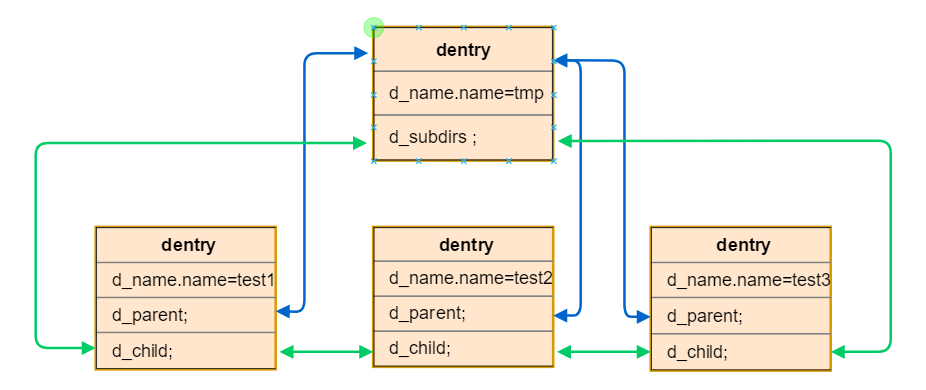 dentry
d_name.name=tmp
d_subdirs ;
dentry
d_name.name=test1
d_parent;
d_child;
dentry
d_name.name=test2
d_parent;
d_child;
dentry
d_name.name=test3
d_parent;
d_child;